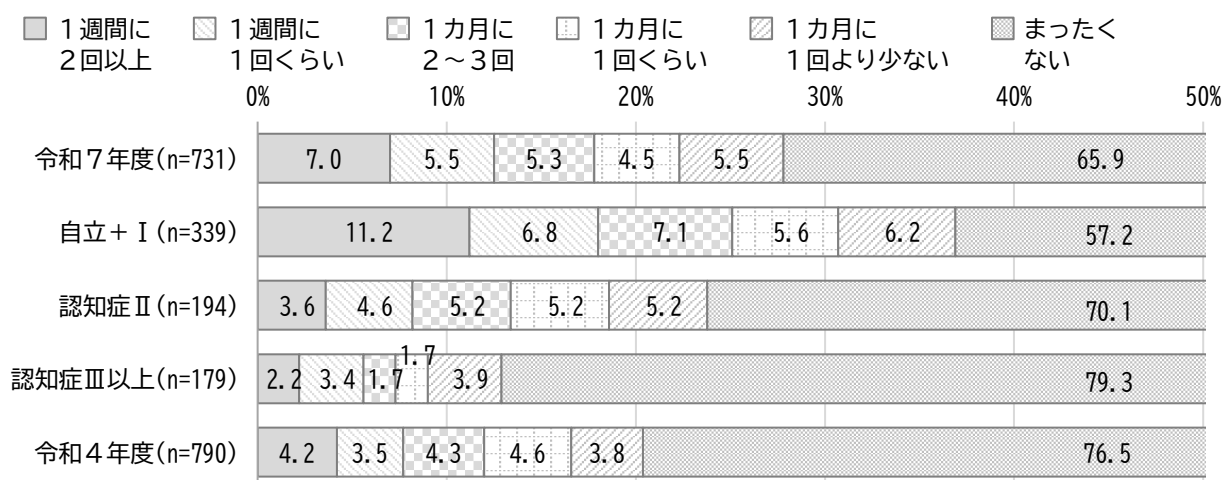 １週間に
２回以上
１週間に
１回くらい
１カ月に
２～３回
１カ月に
１回くらい
１カ月に
１回より少ない
まったく
ない
0% 10% 20% 30% 40% 50%
令和７年度(n=731) 7.0 5.5 5.3 4.5 5.5 65.9
自立＋Ⅰ(n=339) 11.2 6.8 7.1 5.6 6.2 57.2
認知症Ⅱ(n=194) 3.6 4.6 5.2 5.2 5.2 70.1
認知症Ⅲ以上(n=179) 2.2 3.4 1.7 1.7 3.9 79.3
令和４年度(n=790) 4.2 3.5 4.3 4.6 3.8 76.5